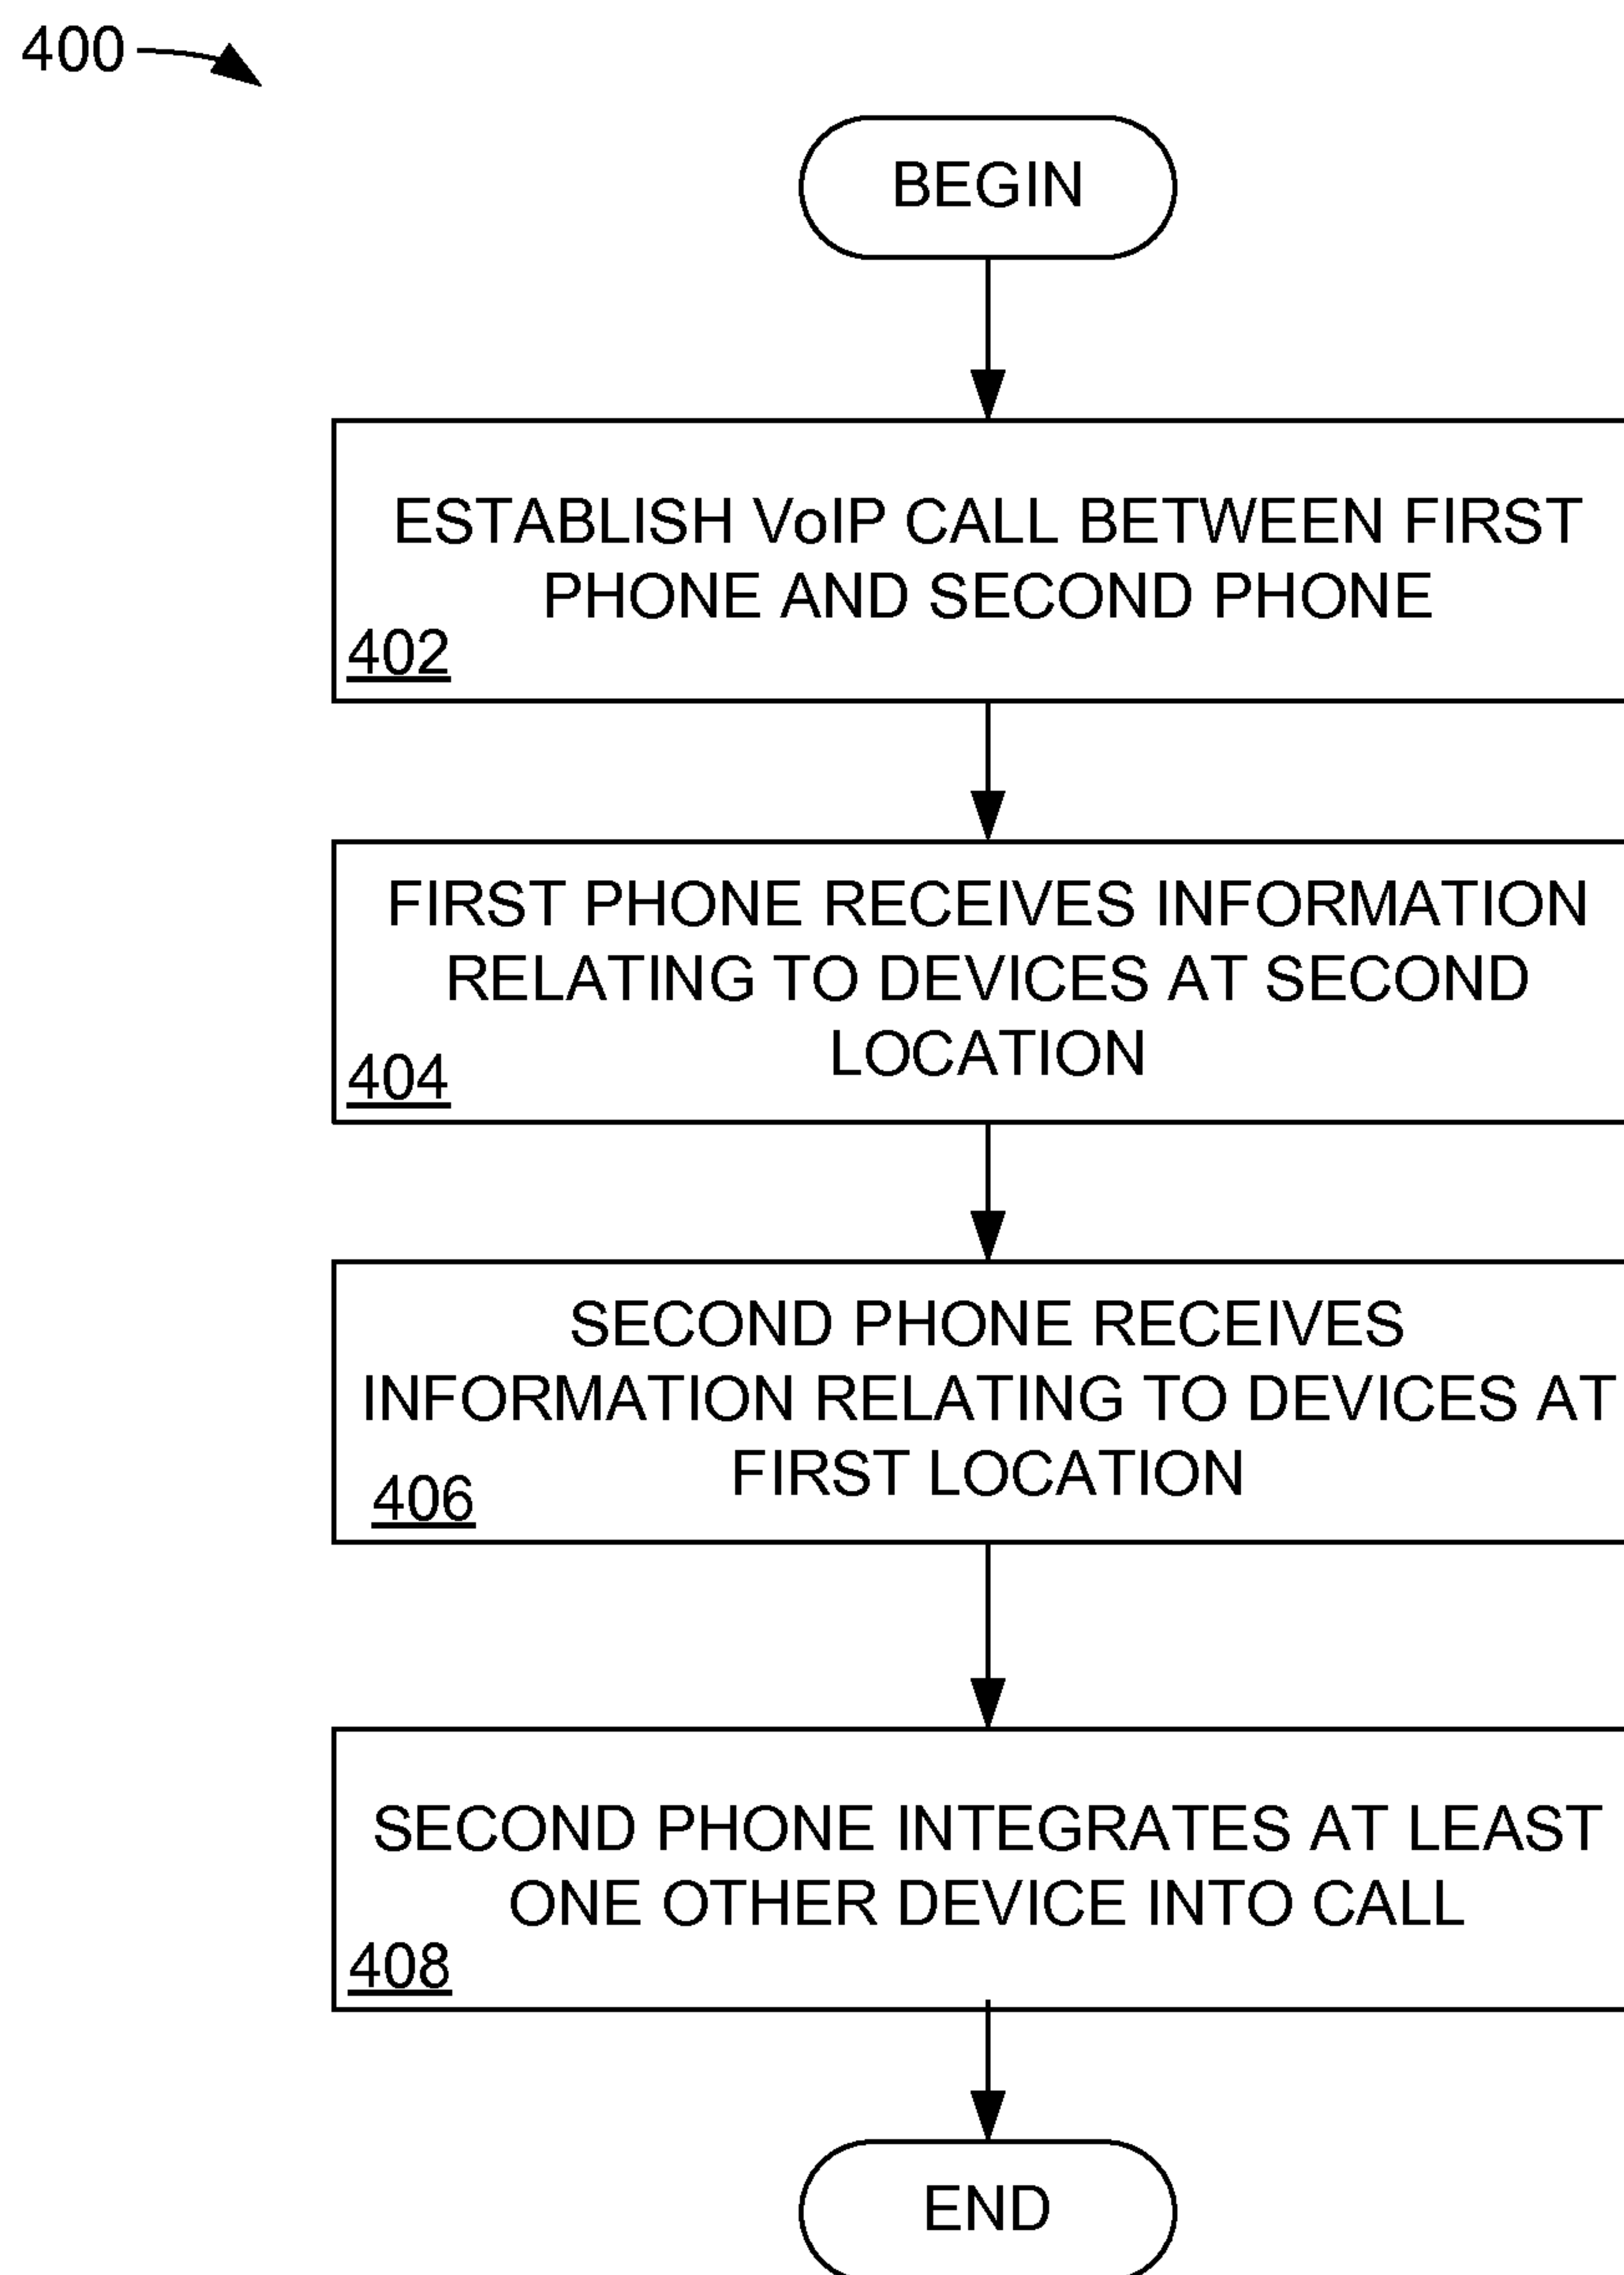 400
BEGIN
ESTABLISH VoIP CALL BETWEEN FIRST
PHONE AND SECOND PHONE
402
FIRST PHONE RECEIVES INFORMATION
RELATING TO DEVICES AT SECOND
LOCATION
404
SECOND PHONE RECEIVES
INFORMATION RELATING TO DEVICES AT
FIRST LOCATION
406
SECOND PHONE INTEGRATES AT LEAST
ONE OTHER DEVICE INTO CALL
408
END